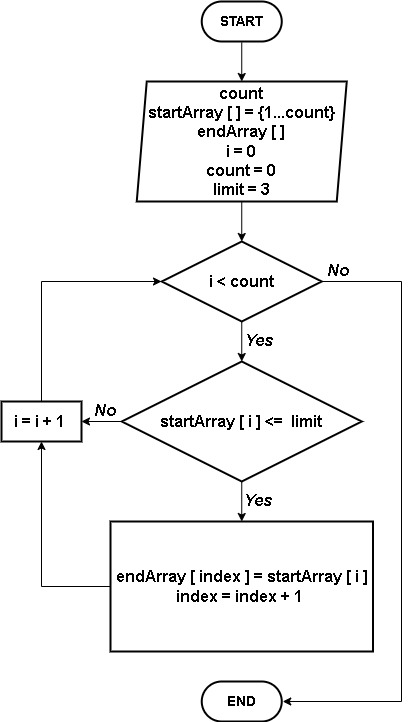 START
count
startArray [ ] = {1...count}
endArray [ ]
i = 0
count = 0
limit = 3
i < count
No
Yes
startArray [ i ] <= limit
No
i = i + 1
Yes
endArray [ index ] = startArray [ i ]
index = index + 1
END